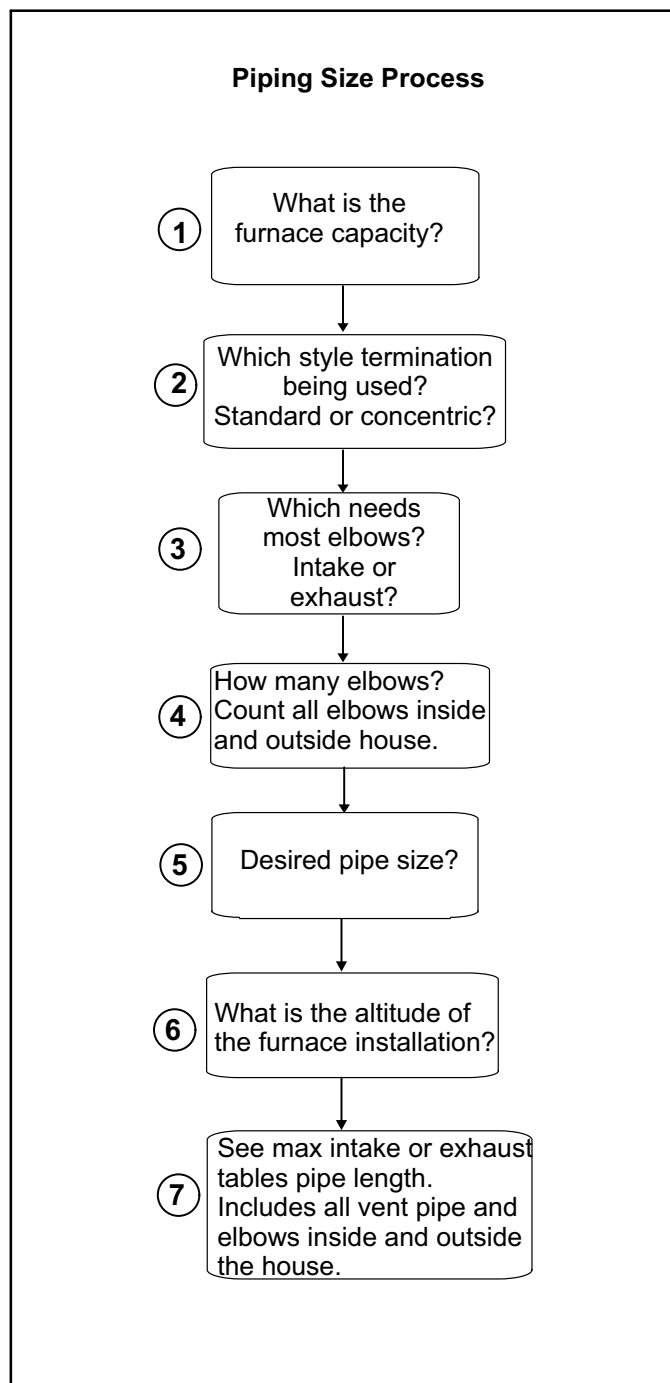 Piping Size Process
1
What is the
furnace capacity?
2
Which style termination
being used?
Standard or concentric?
3
Which needs
most elbows?
Intake or
exhaust?
4
How many elbows?
Count all elbows inside
and outside house.
5
Desired pipe size?
6
What is the altitude of
the furnace installation?
7
See max intake or exhaust
tables pipe length.
Includes all vent pipe and
elbows inside and outside
the house.